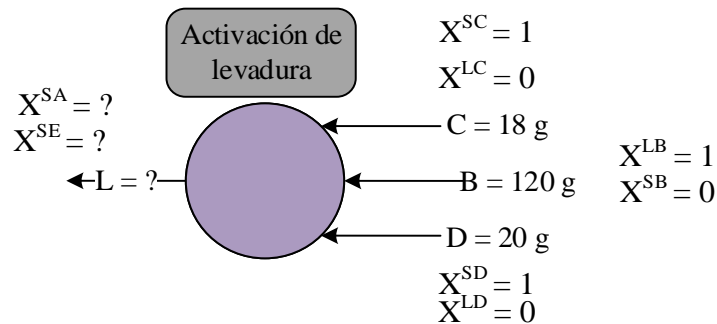 Activación de
levadura
X^SC = 1
X^LC = 0
X^SA = ?
X^SE = ?
L = ?
C = 18 g
B = 120 g
D = 20 g
X^LB = 1
X^SB = 0
X^SD = 1
X^LD = 0